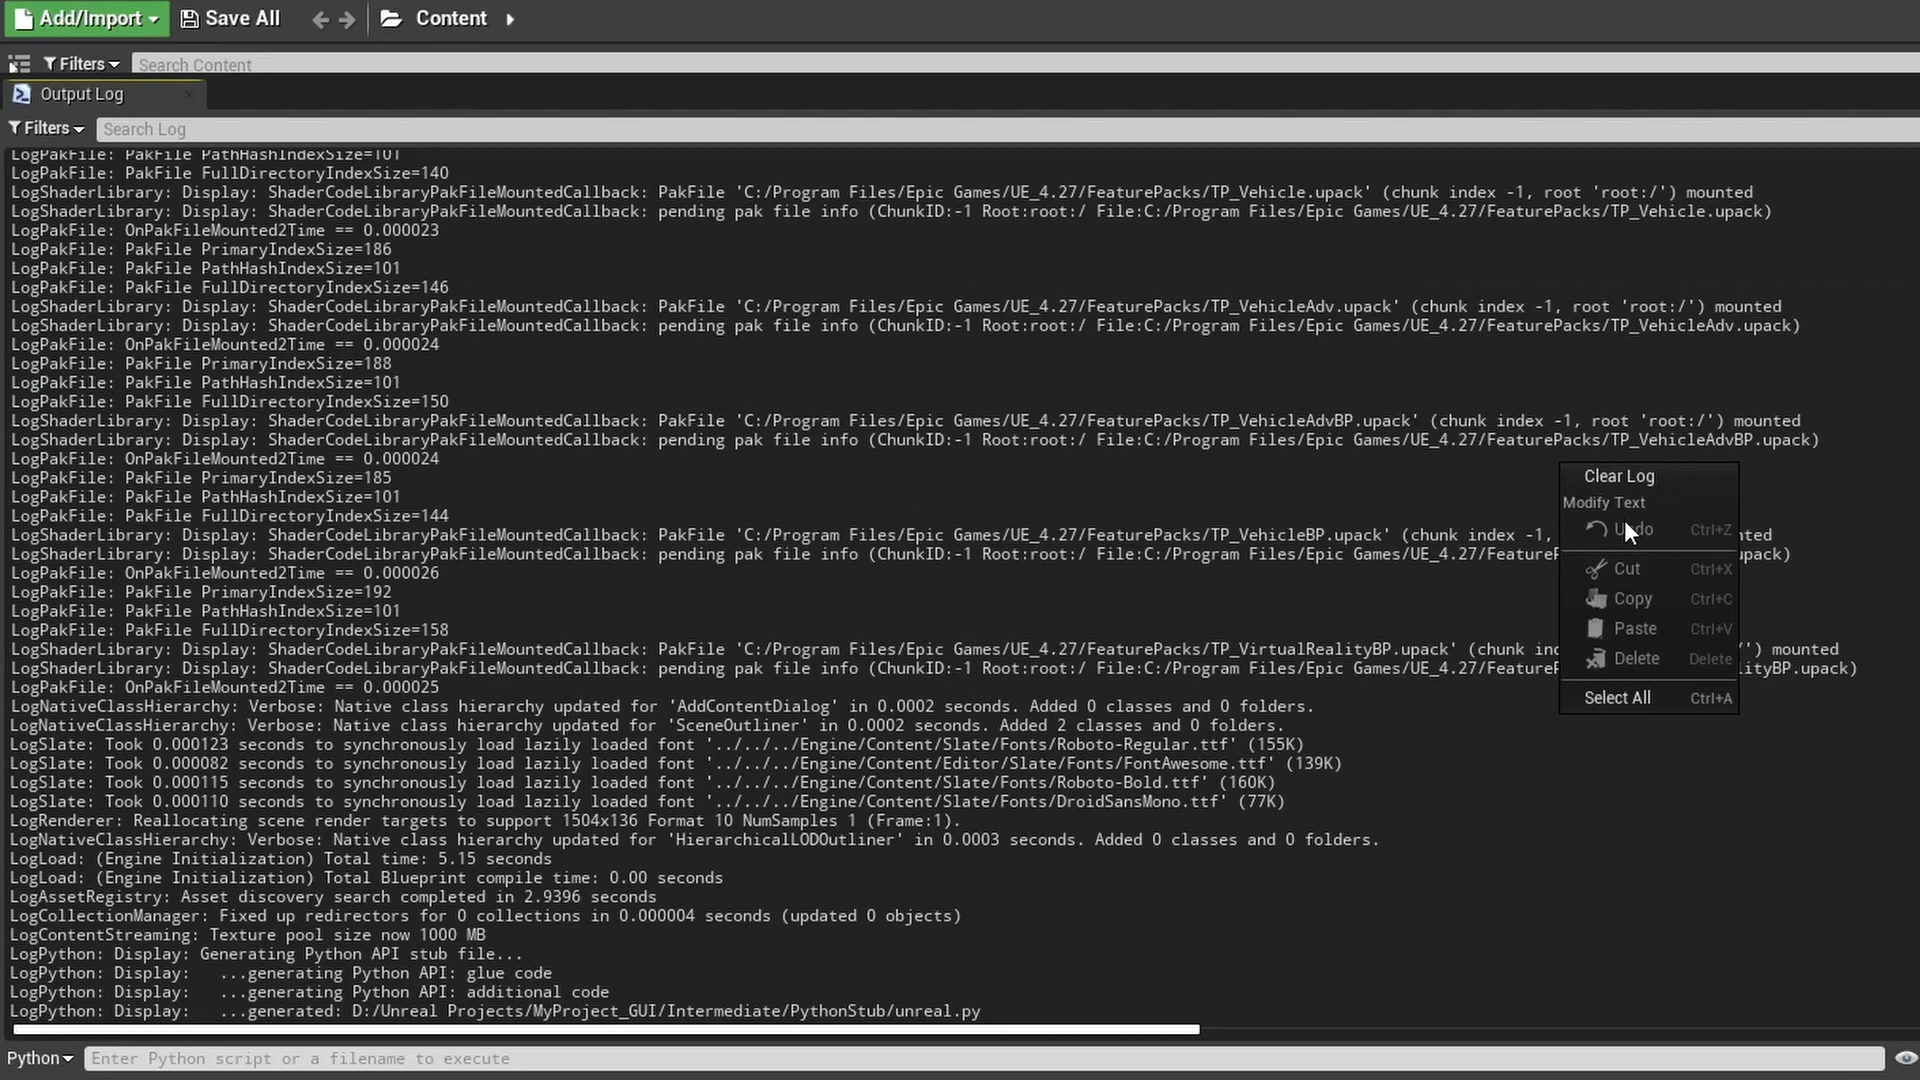 Add/Import Save All Content
Filters Search Content
Output Log
Filters Search Log
LogPakFile: PakFile PathHashIndexSize=101
LogPakFile: PakFile FullDirectoryIndexSize=140
LogShaderLibrary: Display: ShaderCodeLibraryPakFileMountedCallback: PakFile 'C:/Program Files/Epic Games/UE_4.27/FeaturePacks/TP_Vehicle.upack' (chunk index -1, root 'root:/') mounted
LogShaderLibrary: Display: ShaderCodeLibraryPakFileMountedCallback: pending pak file info (ChunkID:-1 Root:root:/ File:C:/Program Files/Epic Games/UE_4.27/FeaturePacks/TP_Vehicle.upack)
LogPakFile: OnPakFileMounted2Time == 0.000023
LogPakFile: PakFile PrimaryIndexSize=186
LogPakFile: PakFile PathHashIndexSize=101
LogPakFile: PakFile FullDirectoryIndexSize=146
LogShaderLibrary: Display: ShaderCodeLibraryPakFileMountedCallback: PakFile 'C:/Program Files/Epic Games/UE_4.27/FeaturePacks/TP_VehicleAdv.upack' (chunk index -1, root 'root:/') mounted
LogShaderLibrary: Display: ShaderCodeLibraryPakFileMountedCallback: pending pak file info (ChunkID:-1 Root:root:/ File:C:/Program Files/Epic Games/UE_4.27/FeaturePacks/TP_VehicleAdv.upack)
LogPakFile: OnPakFileMounted2Time == 0.000024
LogPakFile: PakFile PrimaryIndexSize=188
LogPakFile: PakFile PathHashIndexSize=101
LogPakFile: PakFile FullDirectoryIndexSize=150
LogShaderLibrary: Display: ShaderCodeLibraryPakFileMountedCallback: PakFile 'C:/Program Files/Epic Games/UE_4.27/FeaturePacks/TP_VehicleAdvBP.upack' (chunk index -1, root 'root:/') mounted
LogShaderLibrary: Display: ShaderCodeLibraryPakFileMountedCallback: pending pak file info (ChunkID:-1 Root:root:/ File:C:/Program Files/Epic Games/UE_4.27/FeaturePacks/TP_VehicleAdvBP.upack)
LogPakFile: OnPakFileMounted2Time == 0.000024
LogPakFile: PakFile PrimaryIndexSize=185
LogPakFile: PakFile PathHashIndexSize=101
LogPakFile: PakFile FullDirectoryIndexSize=144
LogShaderLibrary: Display: ShaderCodeLibraryPakFileMountedCallback: PakFile 'C:/Program Files/Epic Games/UE_4.27/FeaturePacks/TP_VehicleBP.upack' (chunk index -1, nted
LogShaderLibrary: Display: ShaderCodeLibraryPakFileMountedCallback: pending pak file info (ChunkID:-1 Root:root:/ File:C:/Program Files/Epic Games/UE_4.27/Feature upack)
LogPakFile: OnPakFileMounted2Time == 0.000026
LogPakFile: PakFile PrimaryIndexSize=192
LogPakFile: PakFile PathHashIndexSize=101
LogPakFile: PakFile FullDirectoryIndexSize=158
LogShaderLibrary: Display: ShaderCodeLibraryPakFileMountedCallback: PakFile 'C:/Program Files/Epic Games/UE_4.27/FeaturePacks/TP_VirtualRealityBP.upack' (chunk ind /') mounted
LogShaderLibrary: Display: ShaderCodeLibraryPakFileMountedCallback: pending pak file info (ChunkID:-1 Root:root:/ File:C:/Program Files/Epic Games/UE_4.27/Feature lityBP.upack)
LogPakFile: OnPakFileMounted2Time == 0.000025
LogNativeClassHierarchy: Verbose: Native class hierarchy updated for 'AddContentDialog' in 0.0002 seconds. Added 0 classes and 0 folders.
LogNativeClassHierarchy: Verbose: Native class hierarchy updated for 'SceneOutliner' in 0.0002 seconds. Added 2 classes and 0 folders.
LogSlate: Took 0.000123 seconds to synchronously load lazily loaded font '../../../Engine/Content/Slate/Fonts/Roboto-Regular.ttf' (155K)
LogSlate: Took 0.000082 seconds to synchronously load lazily loaded font '../../../Engine/Content/Editor/Slate/Fonts/FontAwesome.ttf' (139K)
LogSlate: Took 0.000115 seconds to synchronously load lazily loaded font '../../../Engine/Content/Slate/Fonts/Roboto-Bold.ttf' (160K)
LogSlate: Took 0.000110 seconds to synchronously load lazily loaded font '../../../Engine/Content/Slate/Fonts/DroidSansMono.ttf' (77K)
LogRenderer: Reallocating scene render targets to support 1504x136 Format 10 NumSamples 1 (Frame:1).
LogNativeClassHierarchy: Verbose: Native class hierarchy updated for 'HierarchicalLODOutliner' in 0.0003 seconds. Added 0 classes and 0 folders.
LogLoad: (Engine Initialization) Total time: 5.15 seconds
LogLoad: (Engine Initialization) Total Blueprint compile time: 0.00 seconds
LogAssetRegistry: Asset discovery search completed in 2.9396 seconds
LogCollectionManager: Fixed up redirectors for 0 collections in 0.000004 seconds (updated 0 objects)
LogContentStreaming: Texture pool size now 1000 MB
LogPython: Display: Generating Python API stub file...
LogPython: Display:   ...generating Python API: glue code
LogPython: Display:   ...generating Python API: additional code
LogPython: Display:   ...generated: D:/Unreal Projects/MyProject_GUI/Intermediate/PythonStub/unreal.py
Clear Log
Modify Text
Undo Ctrl+Z
Cut Ctrl+X
Copy Ctrl+C
Paste Ctrl+V
Delete Delete
Select All Ctrl+A
Python Enter Python script or a filename to execute